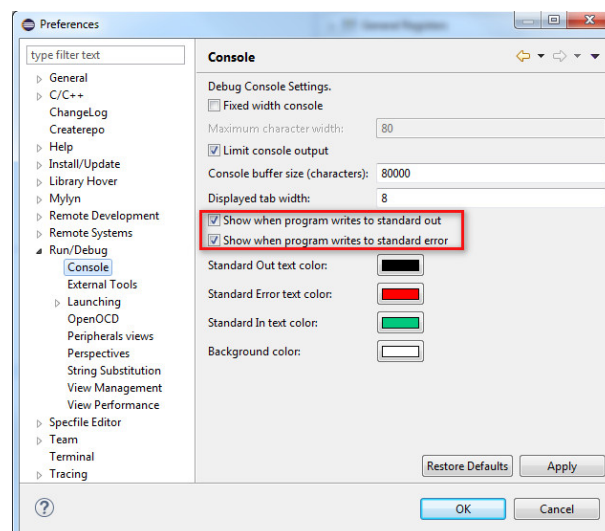 Preferences
type filter text
General
C/C++
ChangeLog
Createrepo
Help
Install/Update
Library Hover
Mylyn
Remote Development
Remote Systems
Run/Debug
Console
External Tools
Launching
OpenOCD
Peripherals views
Perspectives
String Substitution
View Management
View Performance
Specfile Editor
Team
Terminal
Tracing
Console
Debug Console Settings.
Fixed width console
Maximum character width: 80
Limit console output
Console buffer size (characters): 80000
Displayed tab width: 8
Show when program writes to standard out
Show when program writes to standard error
Standard Out text color:
Standard Error text color:
Standard In text color:
Background color:
Restore Defaults Apply
? OK Cancel